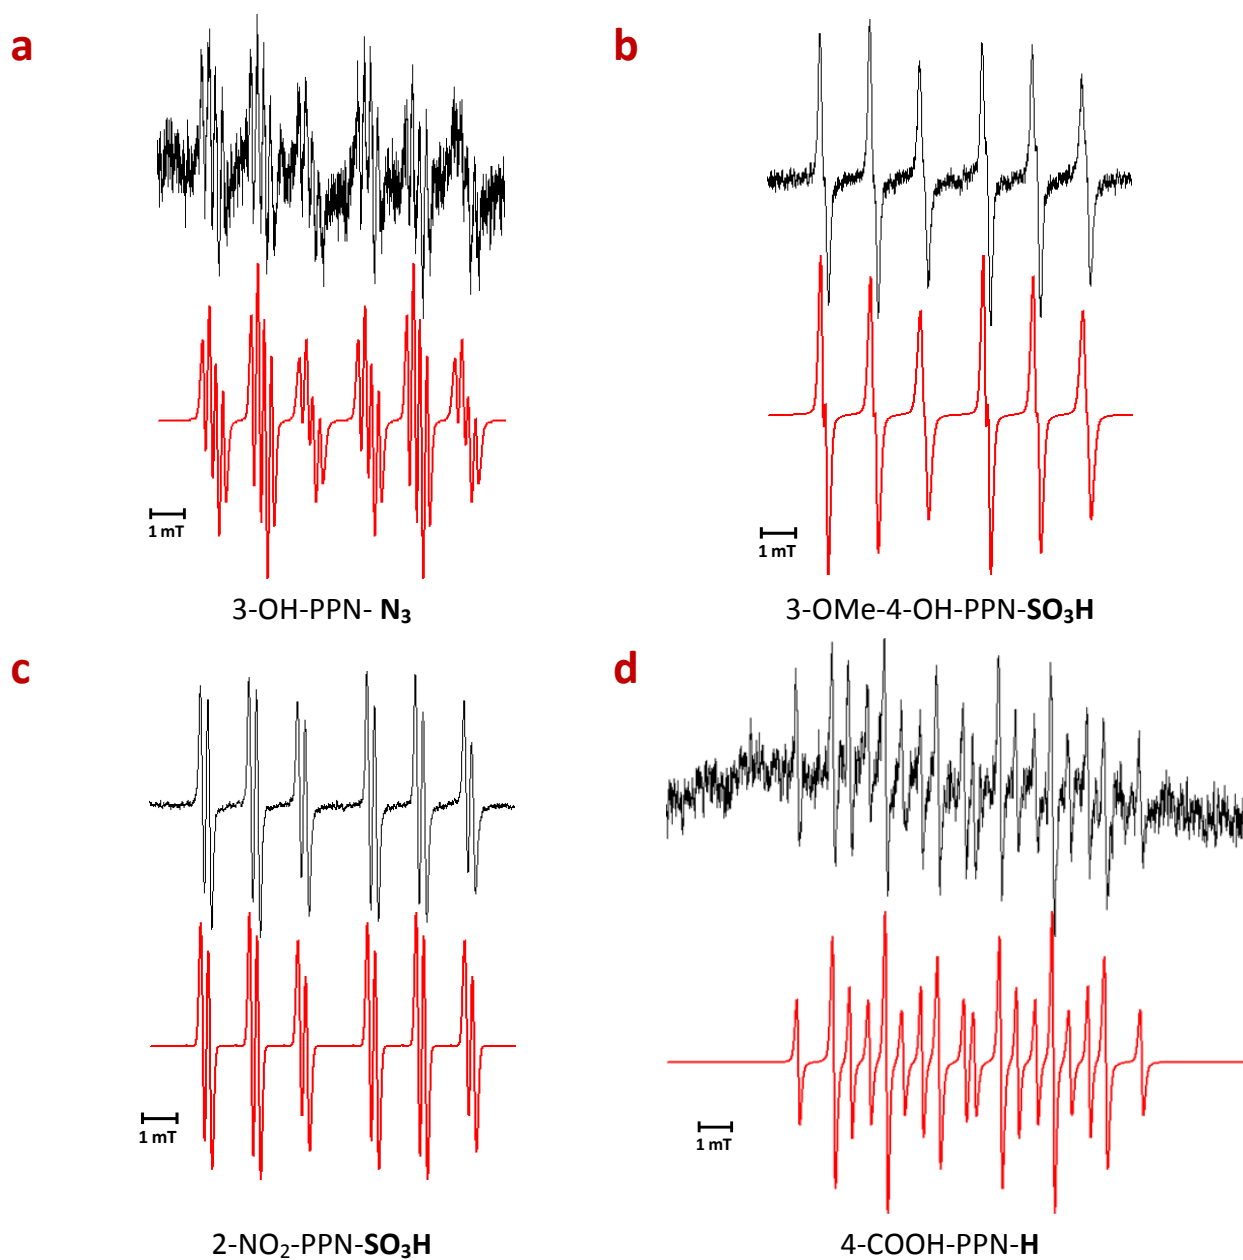 a
b
1 mT
1 mT
3-OH-PPN- N₃
3-OMe-4-OH-PPN-SO₃H
c
d
1 mT
1 mT
2-NO₂-PPN-SO₃H
4-COOH-PPN-H